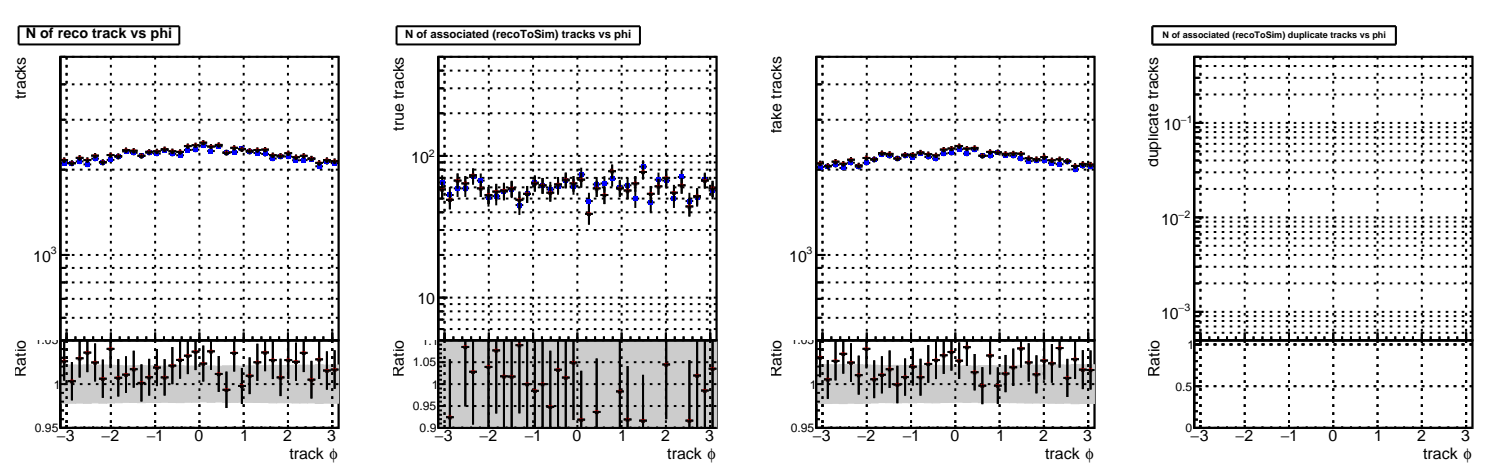 N of reco track vs phi
tracks
10³
Ratio
1
0.95
−3 −2 −1 0 1 2 3
track ϕ
N of associated (recoToSim) tracks vs phi
true tracks
10²
10
Ratio
1.05
1
0.95
0.9
−3 −2 −1 0 1 2 3
track ϕ
fake tracks
10³
Ratio
1
0.95
−3 −2 −1 0 1 2 3
track ϕ
N of associated (recoToSim) duplicate tracks vs phi
duplicate tracks
10⁻¹
10⁻²
10⁻³
Ratio
1
0.5
0
−3 −2 −1 0 1 2 3
track ϕ